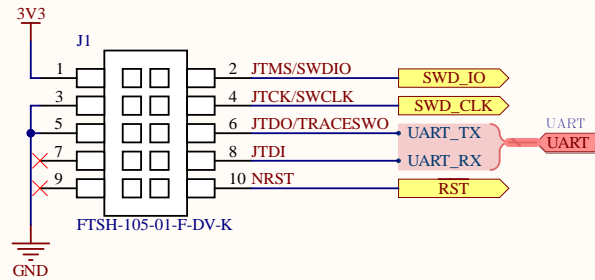 3V3
J1
1 2 JTMS/SWDIO SWD_IO
3 4 JTCK/SWCLK SWD_CLK
5 6 JTDO/TRACESWO UART_TX
UART
UART
7 8 JTDI UART_RX
9 10 NRST RST
FTSH-105-01-F-DV-K
GND